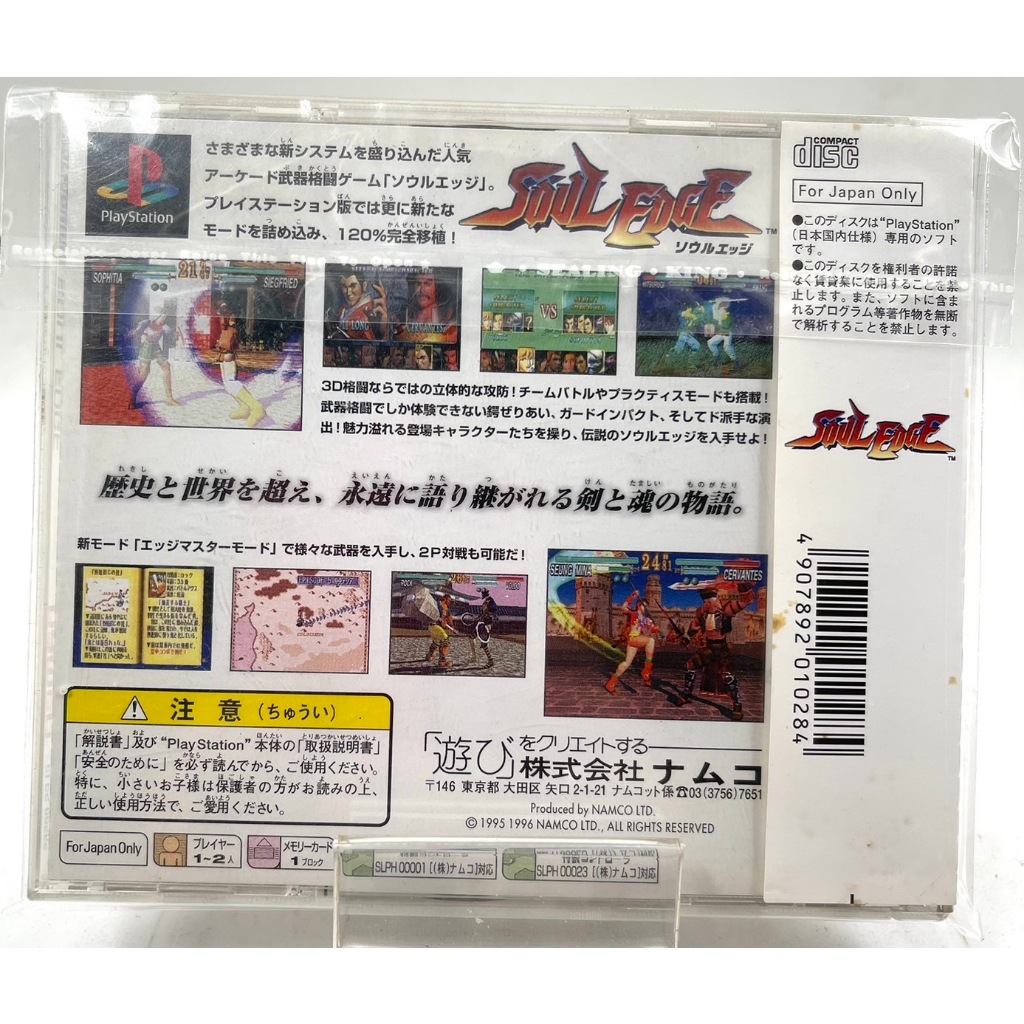 PlayStation
さまざまな新システムを盛り込んだ人気
アーケード武器格闘ゲーム「ソウルエッジ」。
プレイステーション版では更に新たな
モードを詰め込み、120%完全移植！
SOUL EDGE
TM
ソウルエッジ
SEALING • KING •
SOPHITIA
SIEGFRIED
LI LONG
CERVANTES
VS
3D格闘ならではの立体的な攻防！チームバトルやプラクティスモードも搭載！
武器格闘でしか体験できない鍔ぜりあい、ガードインパクト、そしてド派手な演
出！魅力溢れる登場キャラクターたちを操り、伝説のソウルエッジを入手せよ！
歴史と世界を超え、永遠に語り継がれる剣と魂の物語。
新モード「エッジマスターモード」で様々な武器を入手し、2P対戦も可能だ！
ROCK
SEUNG MINA
24
CERVANTES
注意（ちゅうい）
「解説書」及び“PlayStation”本体の「取扱説明書」
「安全のために」を必ず読んでから、ご使用ください。
特に、小さいお子様は保護者の方がお読みの上、
正しい使用方法で、ご愛用ください。
「遊び」をクリエイトする
株式会社ナムコ
〒146 東京都 大田区 矢口 2-1-21 ナムコット係☎03(3756)7651
Produced by NAMCO LTD.
© 1995 1996 NAMCO LTD., ALL RIGHTS RESERVED
For Japan Only
プレイヤー
1~2人
メモリーカード
1ブロック
SLPH 00001 [(株)ナムコ]対応
SLPH 00023 [(株)ナムコ]対応
COMPACT
disc
For Japan Only
●このディスクは“PlayStation”
（日本国内仕様）専用のソフト
です。
●このディスクを権利者の許諾
なく賃貸業に使用することを禁
止します。また、ソフトに含ま
れるプログラム等著作物を無断
で解析することを禁止します。
SOUL EDGE
TM
4 907892 010284